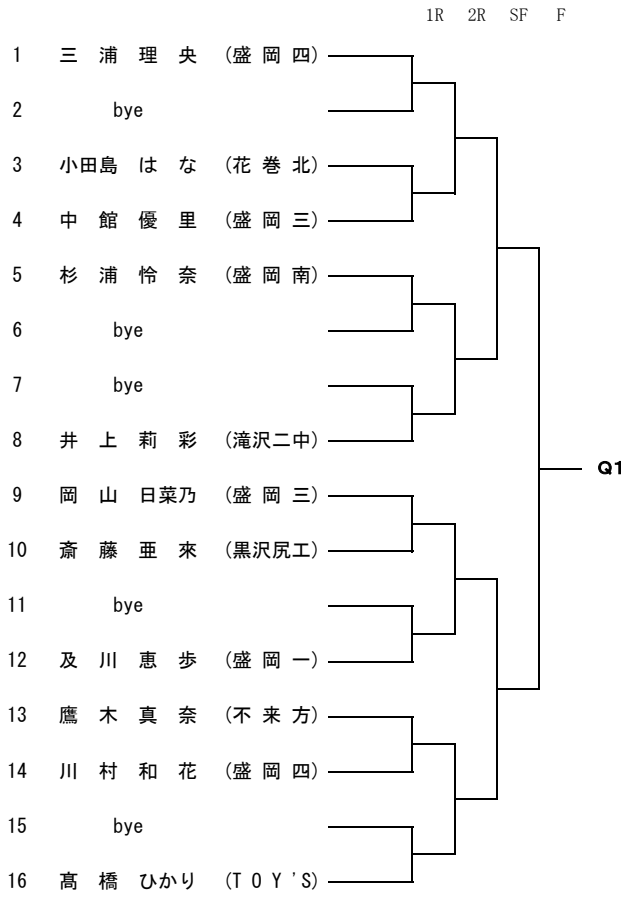 1R 2R SF F
1 三 浦 理 央 (盛 岡 四)
2 bye
3 小田島 は な (花 巻 北)
4 中 館 優 里 (盛 岡 三)
5 杉 浦 怜 奈 (盛 岡 南)
6 bye
7 bye
8 井 上 莉 彩 (滝沢二中)
Q1
9 岡 山 日菜乃 (盛 岡 三)
10 斎 藤 亜 來 (黒沢尻工)
11 bye
12 及 川 恵 歩 (盛 岡 一)
13 鷹 木 真 奈 (不 来 方)
14 川 村 和 花 (盛 岡 四)
15 bye
16 髙 橋 ひかり (T O Y 'S)